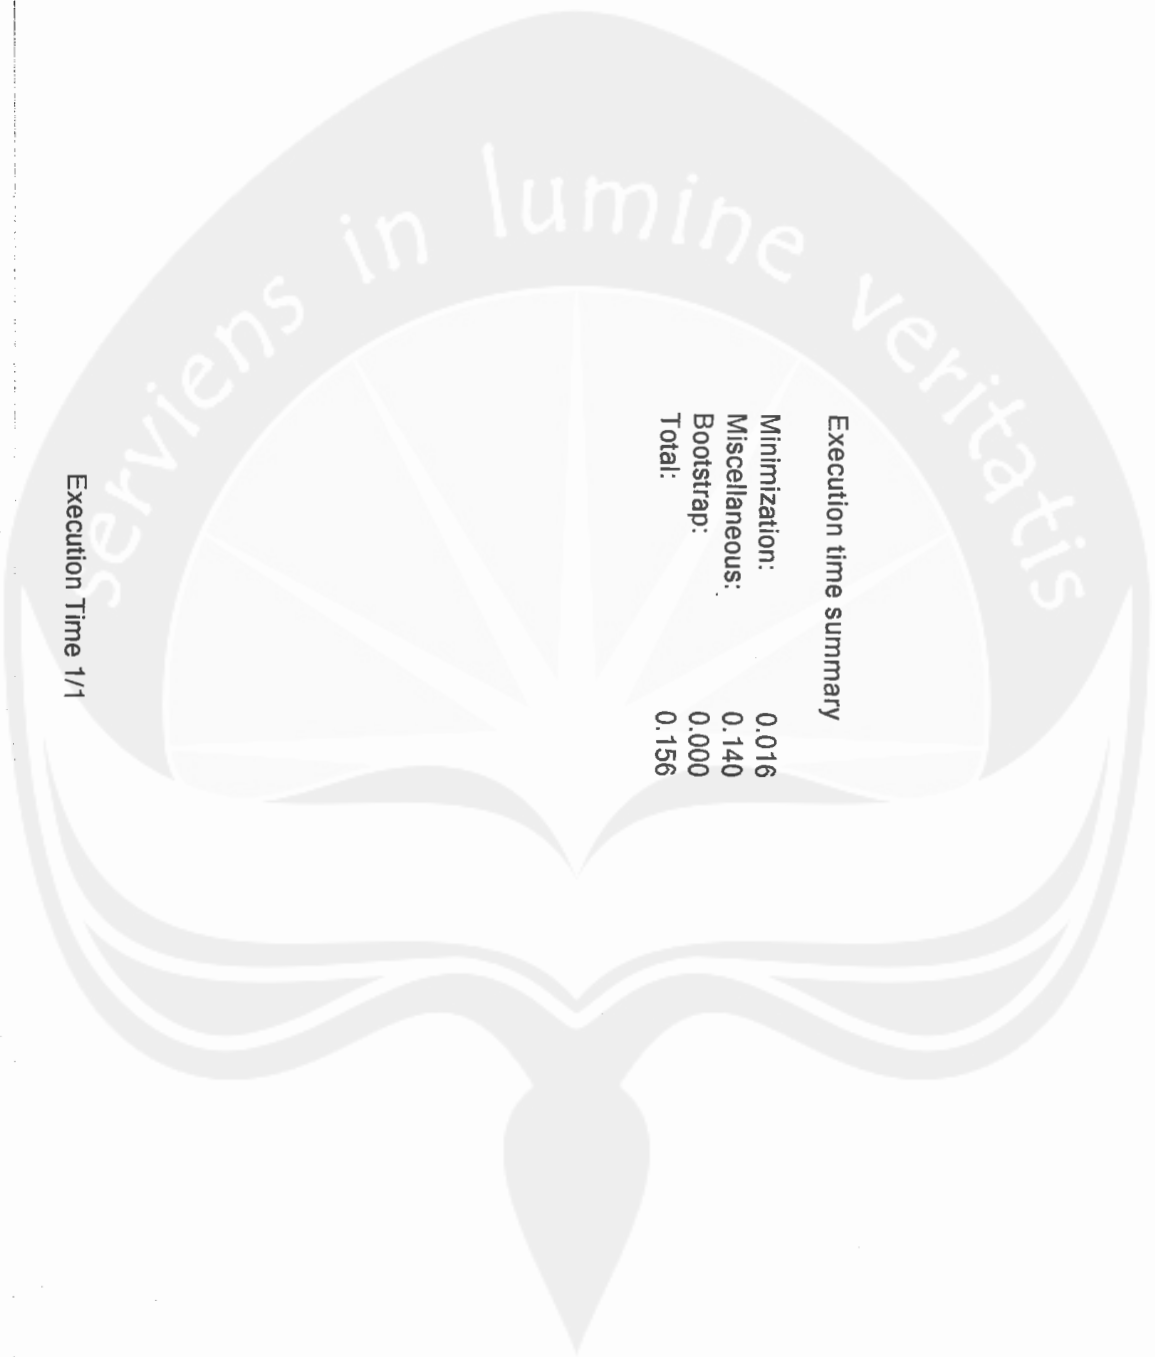 serviens in lumine veritatis
Execution time summary
Minimization: 0.016
Miscellaneous: 0.140
Bootstrap: 0.000
Total: 0.156
Execution Time 1/1